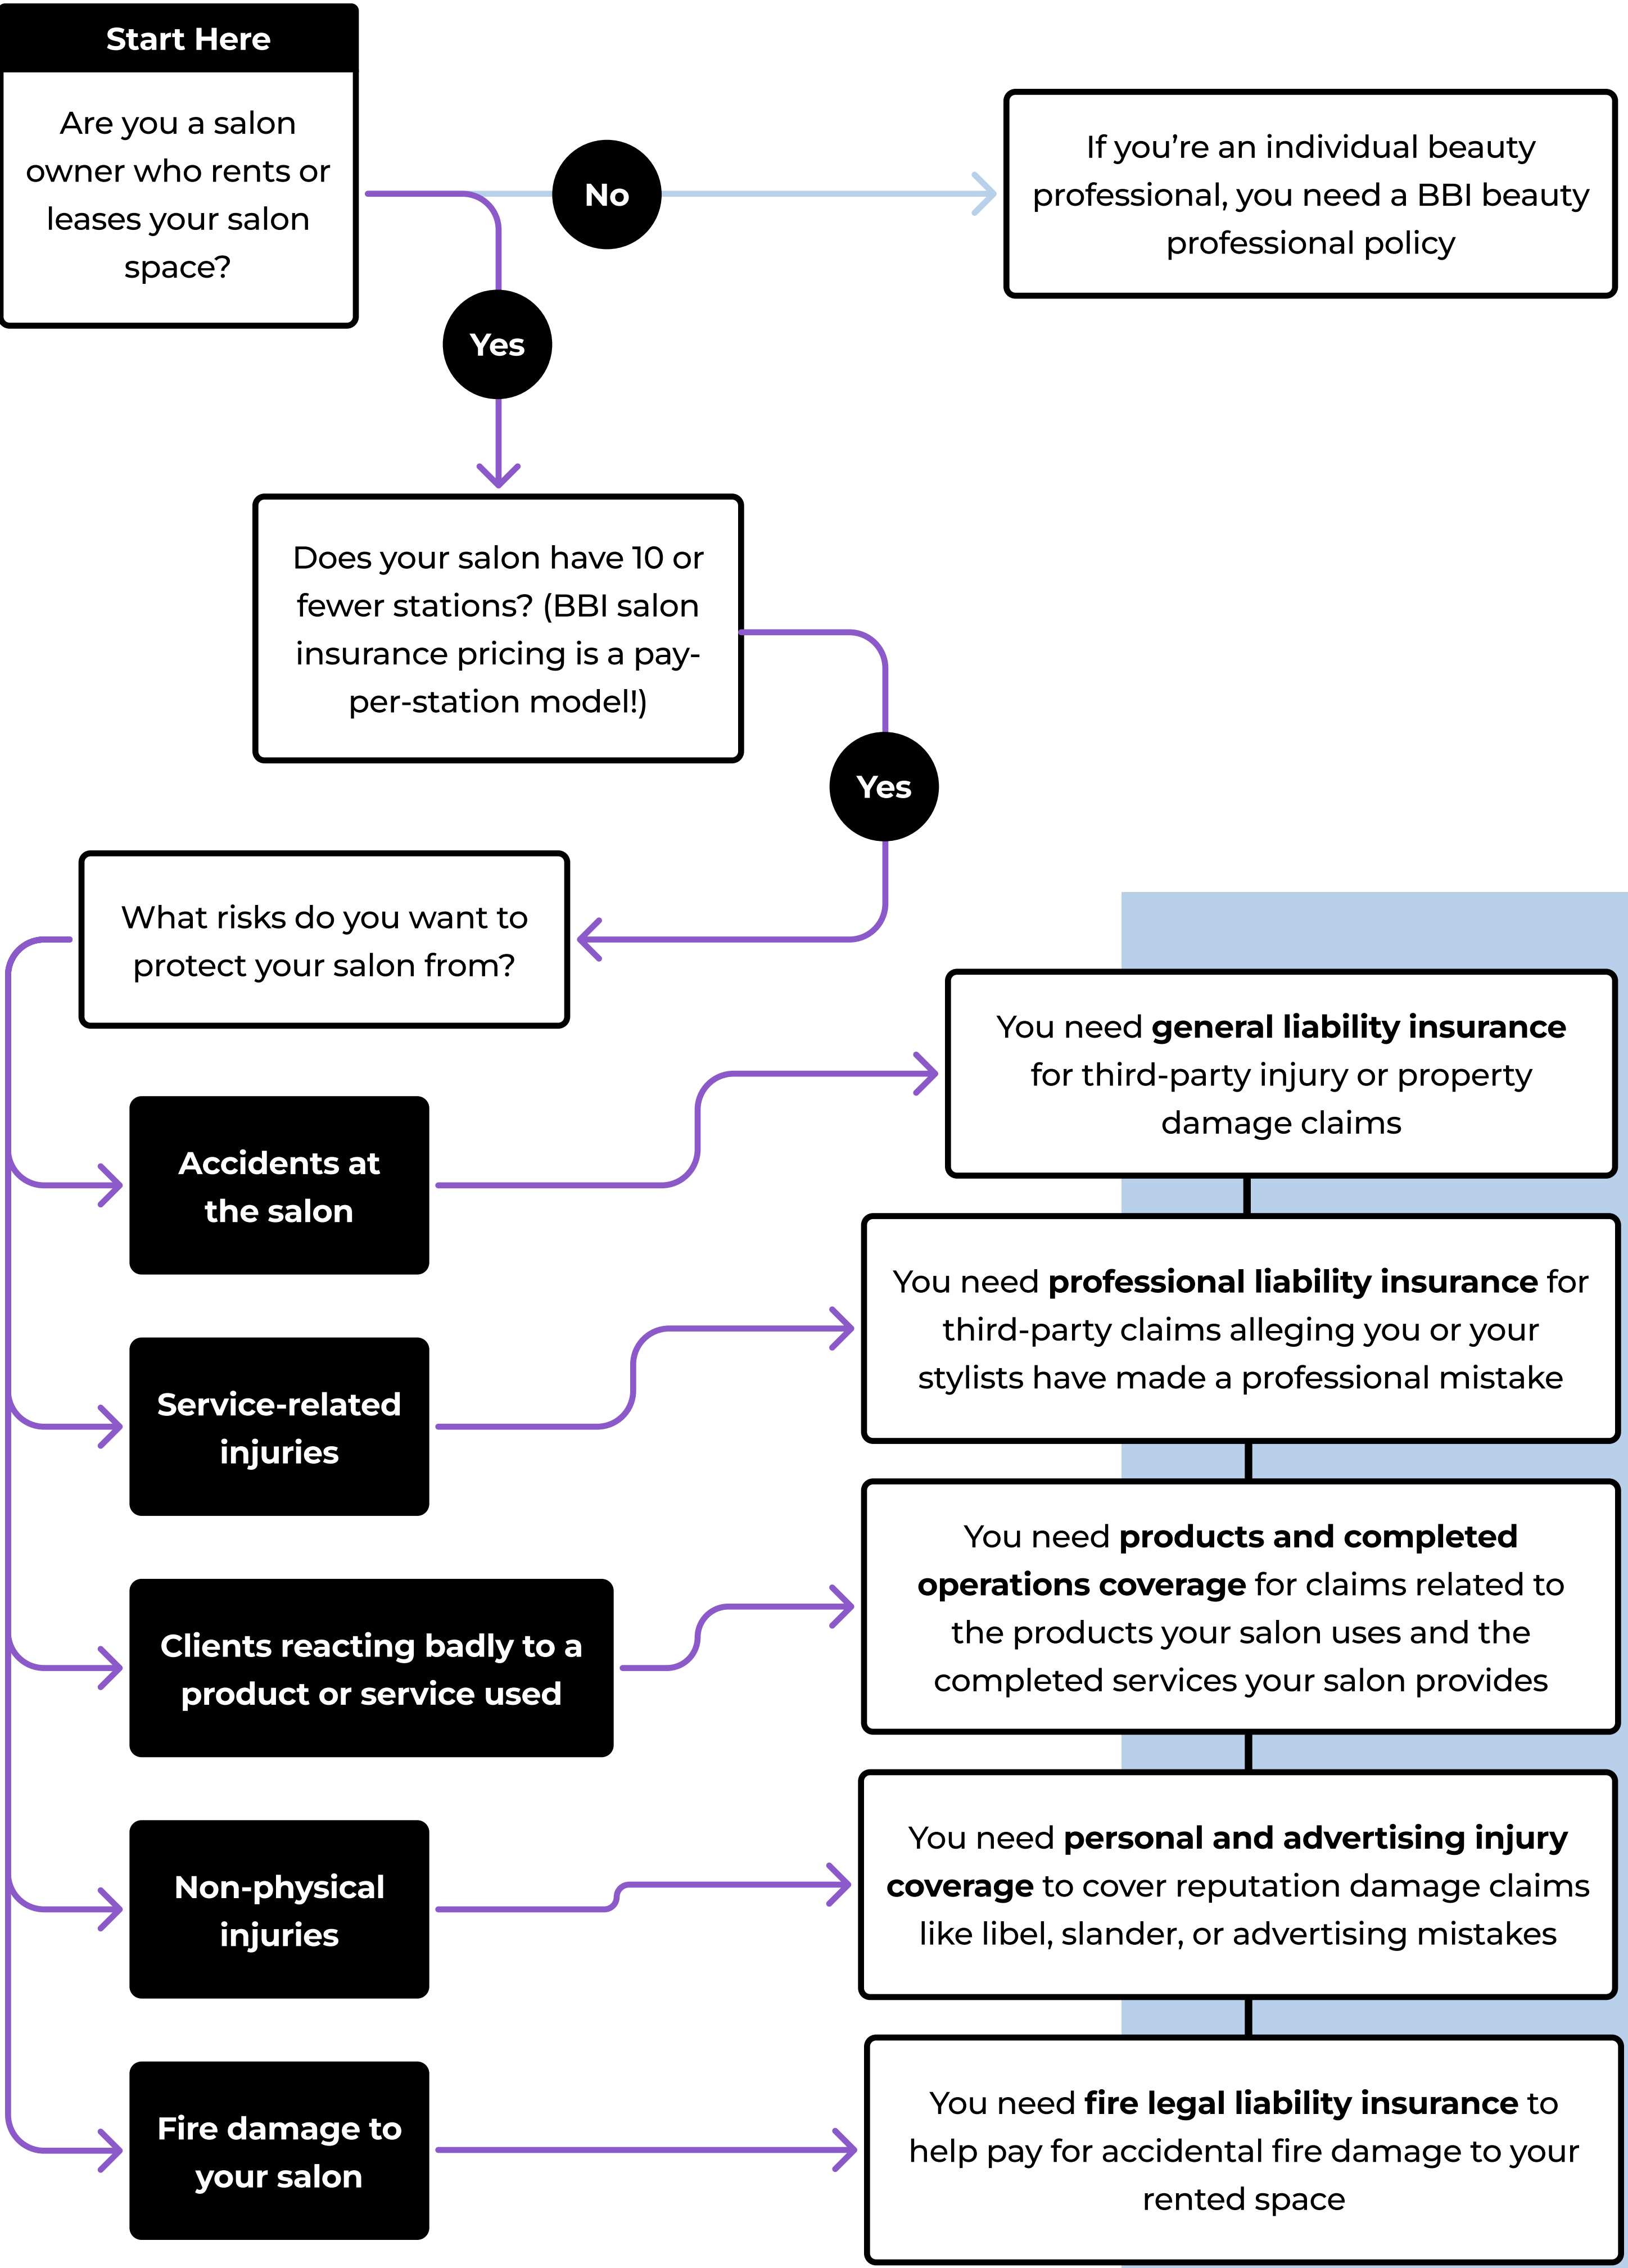 Start Here
Are you a salon
owner who rents or
leases your salon
space?
No
If you’re an individual beauty
professional, you need a BBI beauty
professional policy
Yes
Does your salon have 10 or
fewer stations? (BBI salon
insurance pricing is a pay-
per-station model!)
Yes
What risks do you want to
protect your salon from?
Accidents at
the salon
You need general liability insurance
for third-party injury or property
damage claims
Service-related
injuries
You need professional liability insurance for
third-party claims alleging you or your
stylists have made a professional mistake
Clients reacting badly to a
product or service used
You need products and completed
operations coverage for claims related to
the products your salon uses and the
completed services your salon provides
Non-physical
injuries
You need personal and advertising injury
coverage to cover reputation damage claims
like libel, slander, or advertising mistakes
Fire damage to
your salon
You need fire legal liability insurance to
help pay for accidental fire damage to your
rented space